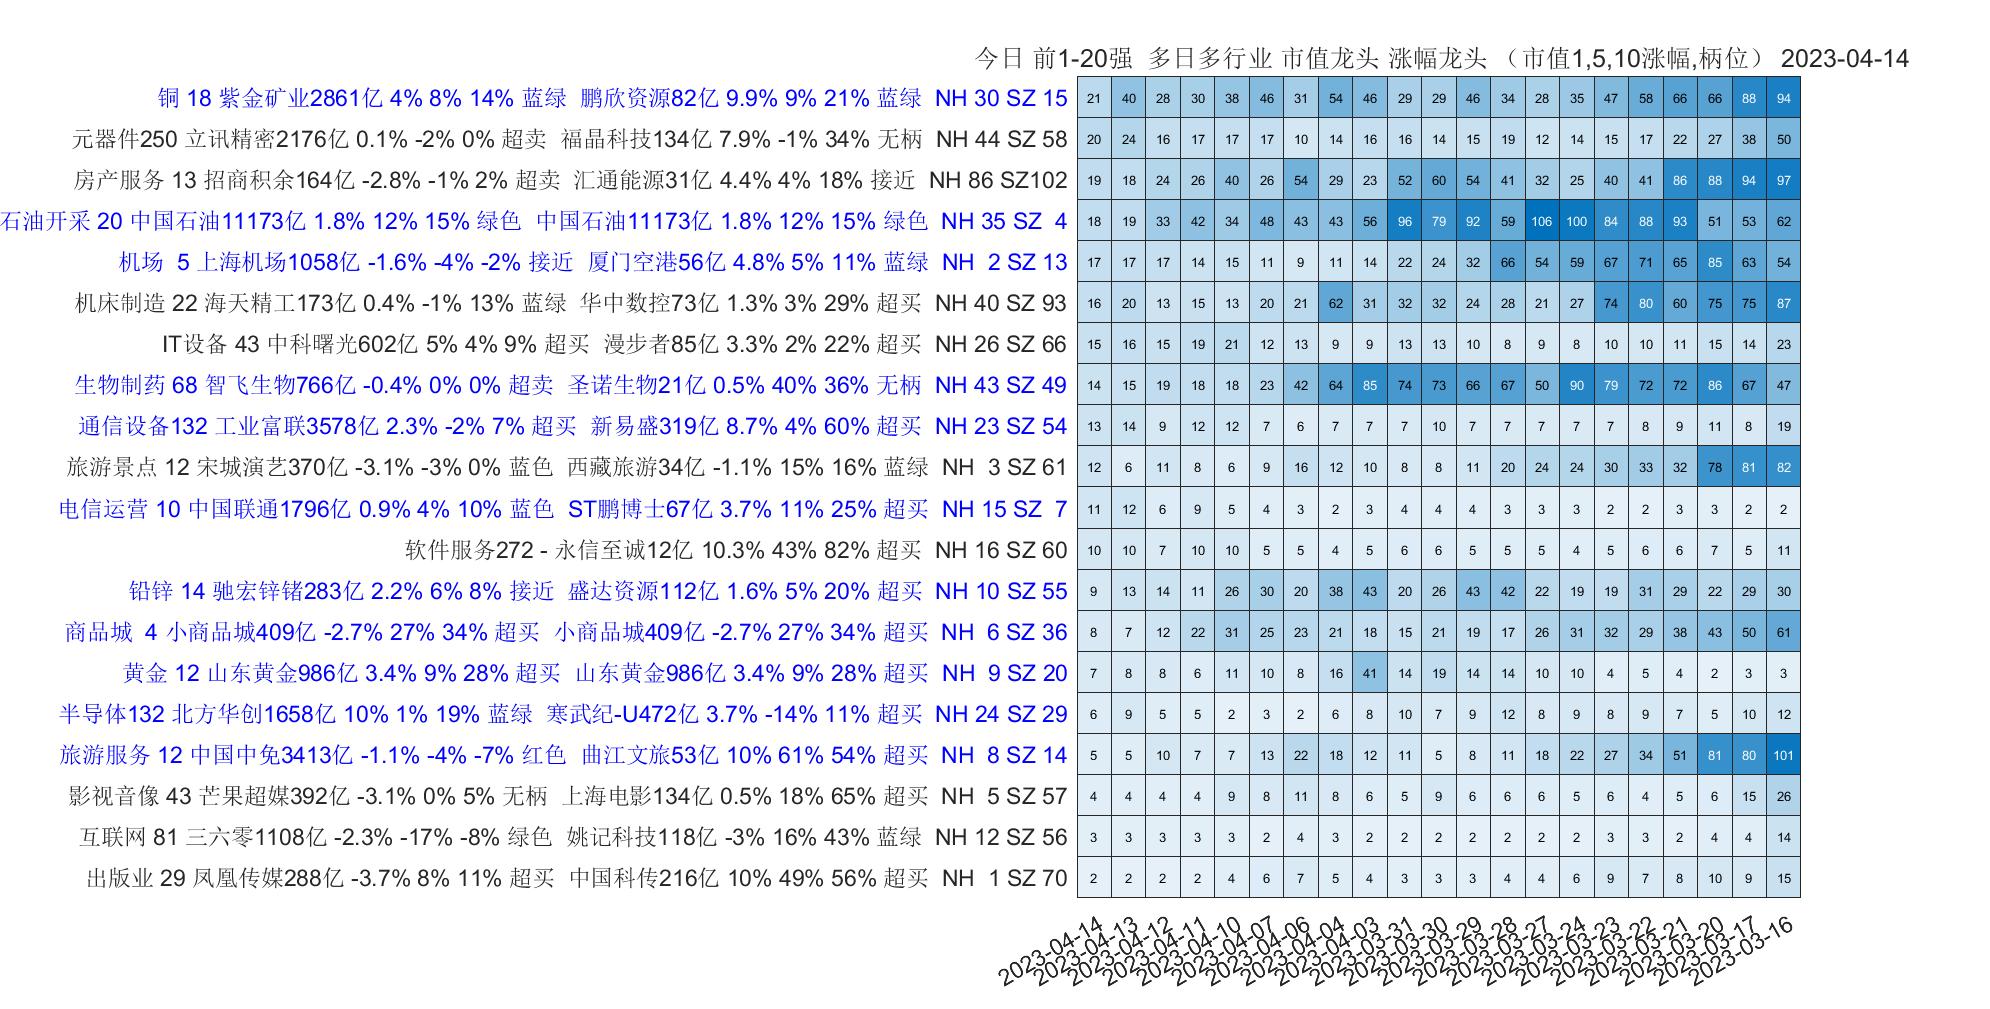 今日 前1-20强  多日多行业 市值龙头 涨幅龙头 （市值1,5,10涨幅,柄位） 2023-04-14
铜 18 紫金矿业2861亿 4% 8% 14% 蓝绿  鹏欣资源82亿 9.9% 9% 21% 蓝绿  NH 30 SZ 15 21 40 28 30 38 46 31 54 46 29 29 46 34 28 35 47 58 66 66 88 94
元器件250 立讯精密2176亿 0.1% -2% 0% 超卖  福晶科技134亿 7.9% -1% 34% 无柄  NH 44 SZ 58 20 24 16 17 17 17 10 14 16 16 14 15 19 12 14 15 17 22 27 38 50
房产服务 13 招商积余164亿 -2.8% -1% 2% 超卖  汇通能源31亿 4.4% 4% 18% 接近  NH 86 SZ102 19 18 24 26 40 26 54 29 23 52 60 54 41 32 25 40 41 86 88 94 97
石油开采 20 中国石油11173亿 1.8% 12% 15% 绿色  中国石油11173亿 1.8% 12% 15% 绿色  NH 35 SZ  4 18 19 33 42 34 48 43 43 56 96 79 92 59 106 100 84 88 93 51 53 62
机场  5 上海机场1058亿 -1.6% -4% -2% 接近  厦门空港56亿 4.8% 5% 11% 蓝绿  NH  2 SZ 13 17 17 17 14 15 11 9 11 14 22 24 32 66 54 59 67 71 65 85 63 54
机床制造 22 海天精工173亿 0.4% -1% 13% 蓝绿  华中数控73亿 1.3% 3% 29% 超买  NH 40 SZ 93 16 20 13 15 13 20 21 62 31 32 32 24 28 21 27 74 80 60 75 75 87
IT设备 43 中科曙光602亿 5% 4% 9% 超买  漫步者85亿 3.3% 2% 22% 超买  NH 26 SZ 66 15 16 15 19 21 12 13 9 9 13 13 10 8 9 8 10 10 11 15 14 23
生物制药 68 智飞生物766亿 -0.4% 0% 0% 超卖  圣诺生物21亿 0.5% 40% 36% 无柄  NH 43 SZ 49 14 15 19 18 18 23 42 64 85 74 73 66 67 50 90 79 72 72 86 67 47
通信设备132 工业富联3578亿 2.3% -2% 7% 超买  新易盛319亿 8.7% 4% 60% 超买  NH 23 SZ 54 13 14 9 12 12 7 6 7 7 7 10 7 7 7 7 7 8 9 11 8 19
旅游景点 12 宋城演艺370亿 -3.1% -3% 0% 蓝色  西藏旅游34亿 -1.1% 15% 16% 蓝绿  NH  3 SZ 61 12 6 11 8 6 9 16 12 10 8 8 11 20 24 24 30 33 32 78 81 82
电信运营 10 中国联通1796亿 0.9% 4% 10% 蓝色  ST鹏博士67亿 3.7% 11% 25% 超买  NH 15 SZ  7 11 12 6 9 5 4 3 2 3 4 4 4 3 3 3 2 2 3 3 2 2
软件服务272 - 永信至诚12亿 10.3% 43% 82% 超买  NH 16 SZ 60 10 10 7 10 10 5 5 4 5 6 6 5 5 5 4 5 6 6 7 5 11
铅锌 14 驰宏锌锗283亿 2.2% 6% 8% 接近  盛达资源112亿 1.6% 5% 20% 超买  NH 10 SZ 55 9 13 14 11 26 30 20 38 43 20 26 43 42 22 19 19 31 29 22 29 30
商品城  4 小商品城409亿 -2.7% 27% 34% 超买  小商品城409亿 -2.7% 27% 34% 超买  NH  6 SZ 36 8 7 12 22 31 25 23 21 18 15 21 19 17 26 31 32 29 38 43 50 61
黄金 12 山东黄金986亿 3.4% 9% 28% 超买  山东黄金986亿 3.4% 9% 28% 超买  NH  9 SZ 20 7 8 8 6 11 10 8 16 41 14 19 14 14 10 10 4 5 4 2 3 3
半导体132 北方华创1658亿 10% 1% 19% 蓝绿  寒武纪-U472亿 3.7% -14% 11% 超买  NH 24 SZ 29 6 9 5 5 2 3 2 6 8 10 7 9 12 8 9 8 9 7 5 10 12
旅游服务 12 中国中免3413亿 -1.1% -4% -7% 红色  曲江文旅53亿 10% 61% 54% 超买  NH  8 SZ 14 5 5 10 7 7 13 22 18 12 11 5 8 11 18 22 27 34 51 81 80 101
影视音像 43 芒果超媒392亿 -3.1% 0% 5% 无柄  上海电影134亿 0.5% 18% 65% 超买  NH  5 SZ 57 4 4 4 4 9 8 11 8 6 5 9 6 6 6 5 6 4 5 6 15 26
互联网 81 三六零1108亿 -2.3% -17% -8% 绿色  姚记科技118亿 -3% 16% 43% 蓝绿  NH 12 SZ 56 3 3 3 3 3 2 4 3 2 2 2 2 2 2 2 3 3 2 4 4 14
出版业 29 凤凰传媒288亿 -3.7% 8% 11% 超买  中国科传216亿 10% 49% 56% 超买  NH  1 SZ 70 2 2 2 2 4 6 7 5 4 3 3 3 4 4 6 9 7 8 10 9 15
2023-04-14 2023-04-13 2023-04-12 2023-04-11 2023-04-10 2023-04-07 2023-04-06 2023-04-04 2023-04-03 2023-03-31 2023-03-30 2023-03-29 2023-03-28 2023-03-27 2023-03-24 2023-03-23 2023-03-22 2023-03-21 2023-03-20 2023-03-17 2023-03-16